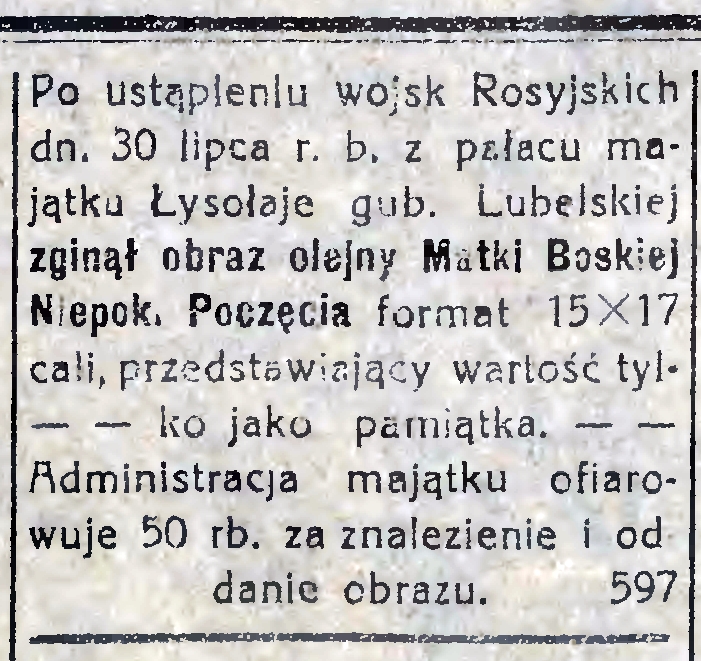 Po ustąpieniu wojsk Rosyjskich
dn. 30 lipca r. b. z pałacu ma-
jątku Łysołaje gub. Lubelskiej
zginął obraz olejny Matki Boskiej
Niepok. Poczęcia format 15×17
cali, przedstawiający wartość tyl-
— — ko jako pamiątka. — —
Administracja majątku ofiaro-
wuje 50 rb. za znalezienie i od
danie obrazu. 597